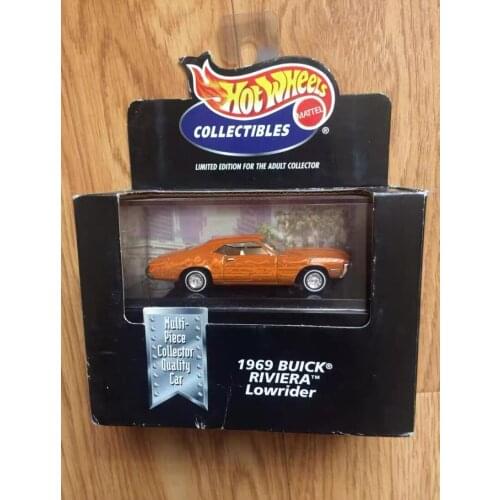 HOT WHEELS
MATTEL
COLLECTIBLES ®
LIMITED EDITION FOR THE ADULT COLLECTOR
Multi-
Piece
Collector
Quality
Car
1969 BUICK®
RIVIERA™
Lowrider